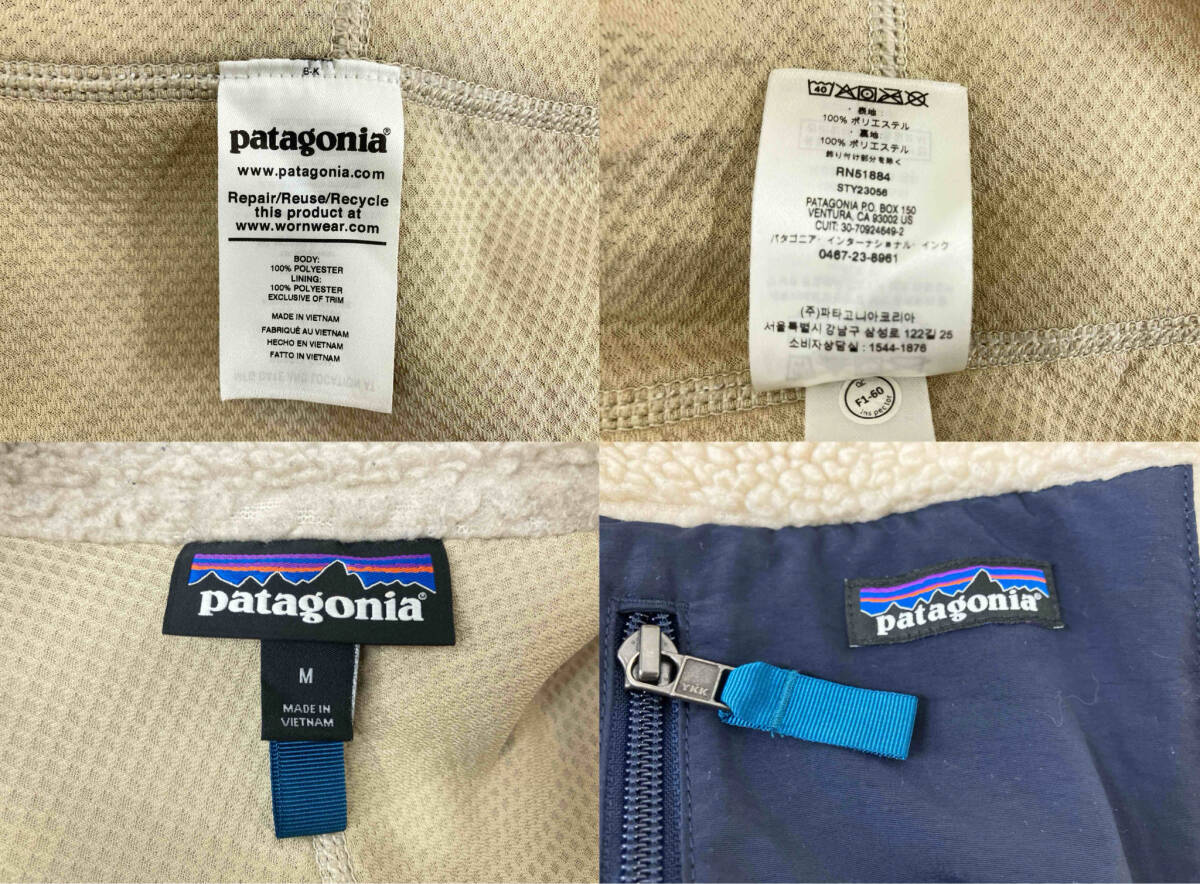 B-K
patagonia®
www.patagonia.com
Repair/Reuse/Recycle
this product at
www.wornwear.com
BODY:
100% POLYESTER
LINING:
100% POLYESTER
EXCLUSIVE OF TRIM
MADE IN VIETNAM
FABRIQUÉ AU VIETNAM
HECHO EN VIETNAM
FATTO IN VIETNAM
40
・表地:
100% ポリエステル
・裏地:
100% ポリエステル
飾り付け部分を除く
RN51884
STY23056
PATAGONIA P.O. BOX 150
VENTURA, CA 93002 US
CUIT: 30-70924649-2
パタゴニア・インターナショナル・インク
0467-23-8961
(주)파타고니아코리아
서울특별시 강남구 삼성로 122길 25
소비자상담실 : 1544-1876
F1-60
inspector
patagonia®
M
MADE IN
VIETNAM
patagonia®
YKK